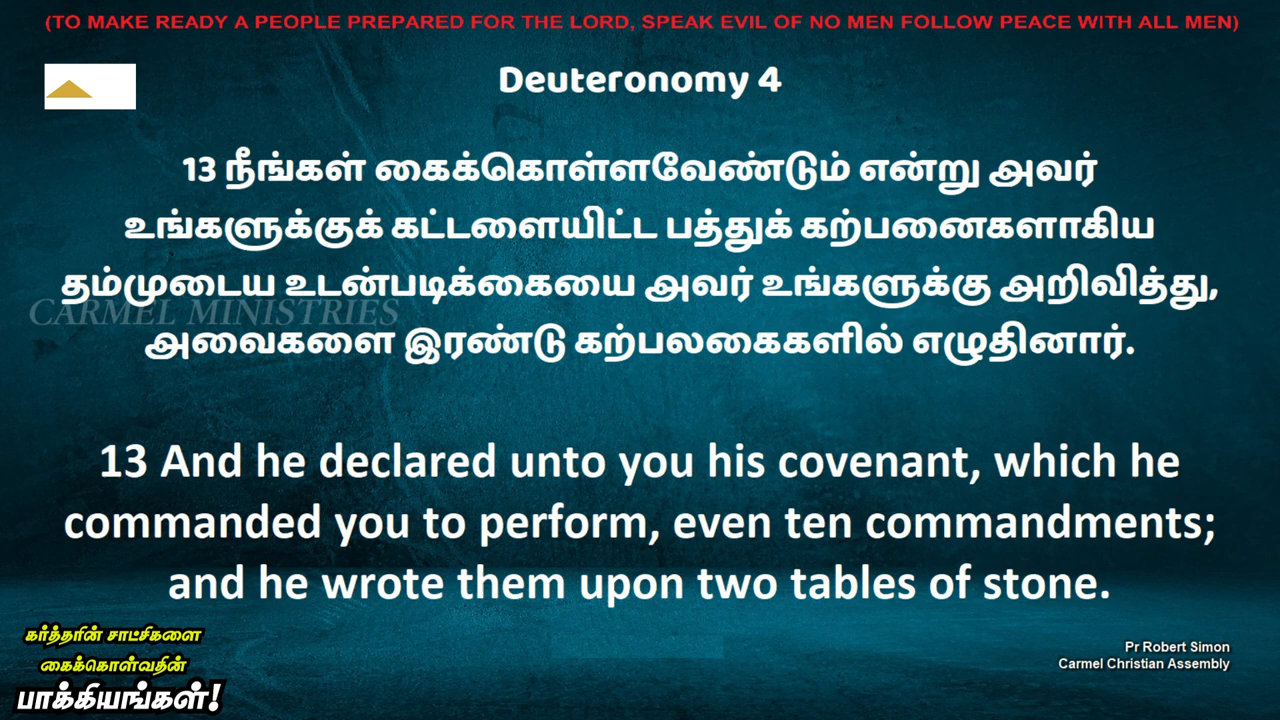 (TO MAKE READY A PEOPLE PREPARED FOR THE LORD, SPEAK EVIL OF NO MEN FOLLOW PEACE WITH ALL MEN)
Deuteronomy 4
13 நீங்கள் கைக்கொள்ளவேண்டும் என்று அவர்
உங்களுக்குக் கட்டளையிட்ட பத்துக் கற்பனைகளாகிய
தம்முடைய உடன்படிக்கையை அவர் உங்களுக்கு அறிவித்து,
CARMEL MINISTRIES
அவைகளை இரண்டு கற்பலகைகளில் எழுதினார்.
13 And he declared unto you his covenant, which he
commanded you to perform, even ten commandments;
and he wrote them upon two tables of stone.
கர்த்தரின் சாட்சிகளை
கைக்கொள்வதின்
பாக்கியங்கள்!
Pr Robert Simon
Carmel Christian Assembly